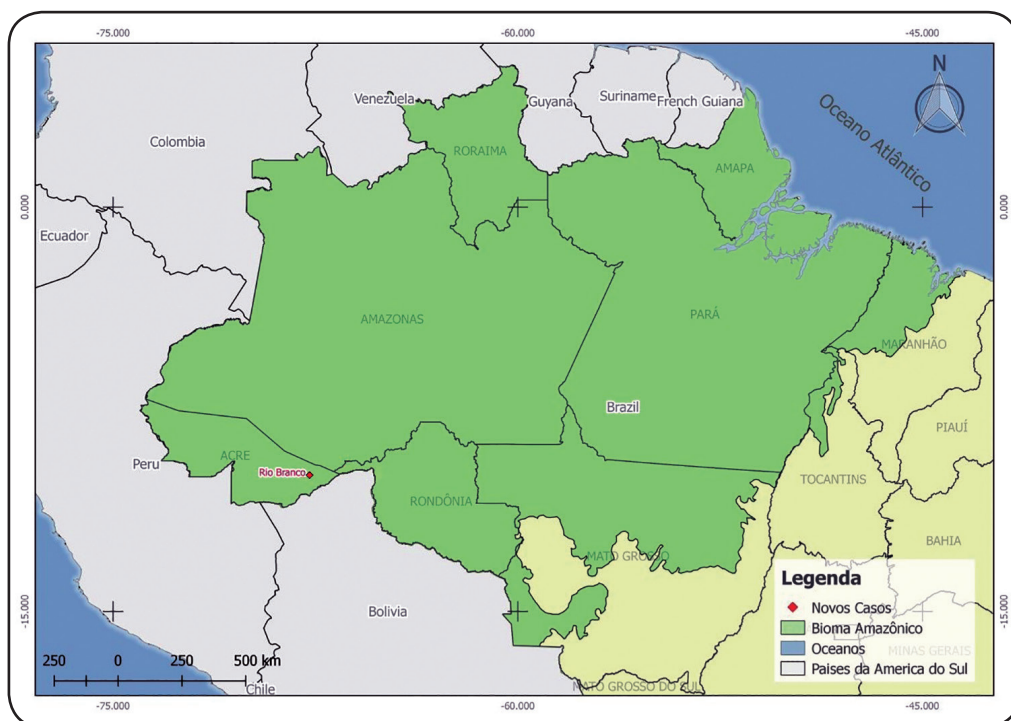 -75.000 -60.000 -45.000
N
Venezuela
Guyana
Suriname
French Guiana
Oceano Atlântico
Colombia
RORAIMA
AMAPA
0.000
0.000
Ecuador
AMAZONAS
PARÁ
MARANHÃO
Brazil
PIAUÍ
Peru
ACRE
Rio Branco
TOCANTINS
RONDÔNIA
BAHIA
MATO GROSSO
Legenda
Novos Casos
Bioma Amazônico
Oceanos
Paises da America do Sul
-15.000
-15.000
Bolivia
MINAS GERAIS
250 0 250 500 km
Chile
MATO GROSSO DO SUL
-75.000 -60.000 -45.000